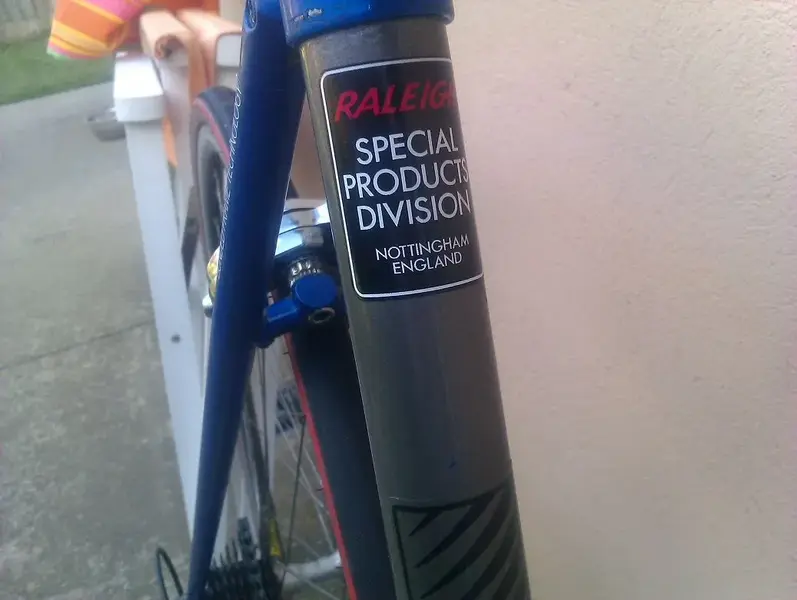 RALEIGH
SPECIAL
PRODUCTS
DIVISION
NOTTINGHAM
ENGLAND